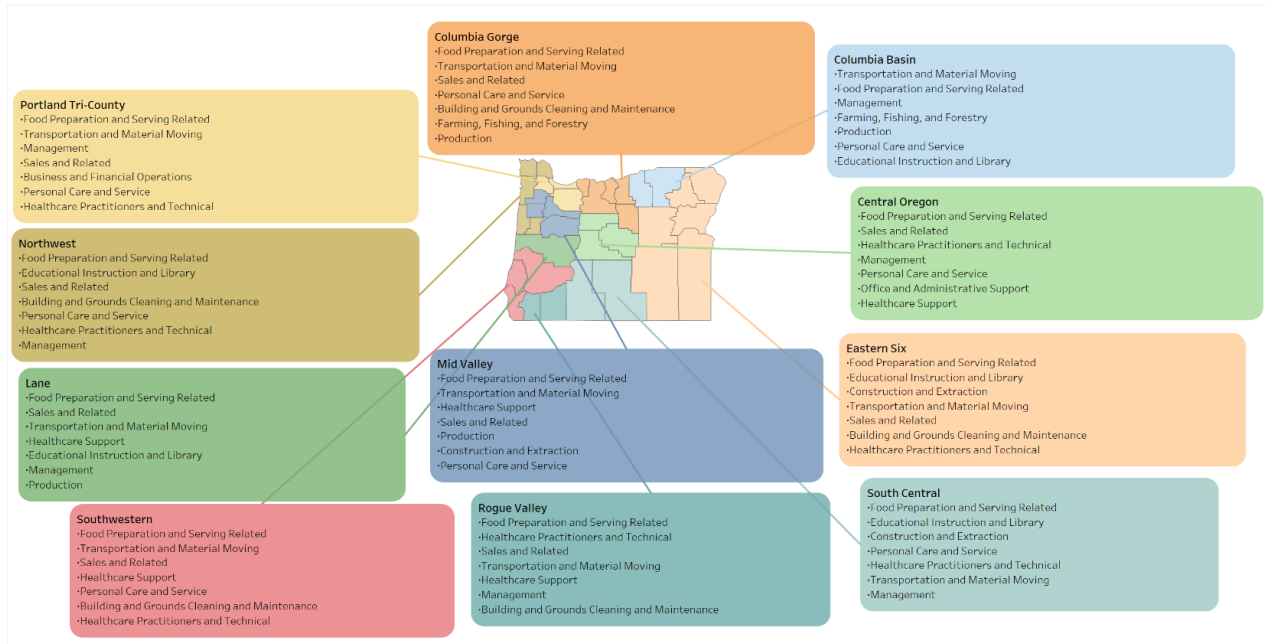 Columbia Gorge
·Food Preparation and Serving Related
·Transportation and Material Moving
·Sales and Related
·Personal Care and Service
·Building and Grounds Cleaning and Maintenance
·Farming, Fishing, and Forestry
·Production
Columbia Basin
·Transportation and Material Moving
·Food Preparation and Serving Related
·Management
·Farming, Fishing, and Forestry
·Production
·Personal Care and Service
·Educational Instruction and Library
Portland Tri-County
·Food Preparation and Serving Related
·Transportation and Material Moving
·Management
·Sales and Related
·Business and Financial Operations
·Personal Care and Service
·Healthcare Practitioners and Technical
Central Oregon
·Food Preparation and Serving Related
·Sales and Related
·Healthcare Practitioners and Technical
·Management
·Personal Care and Service
·Office and Administrative Support
·Healthcare Support
Northwest
·Food Preparation and Serving Related
·Educational Instruction and Library
·Sales and Related
·Building and Grounds Cleaning and Maintenance
·Personal Care and Service
·Healthcare Practitioners and Technical
·Management
Eastern Six
·Food Preparation and Serving Related
·Educational Instruction and Library
·Construction and Extraction
·Transportation and Material Moving
·Sales and Related
·Building and Grounds Cleaning and Maintenance
·Healthcare Practitioners and Technical
Mid Valley
·Food Preparation and Serving Related
·Transportation and Material Moving
·Healthcare Support
·Sales and Related
·Production
·Construction and Extraction
·Personal Care and Service
Lane
·Food Preparation and Serving Related
·Sales and Related
·Transportation and Material Moving
·Healthcare Support
·Educational Instruction and Library
·Management
·Production
South Central
·Food Preparation and Serving Related
·Educational Instruction and Library
·Construction and Extraction
·Personal Care and Service
·Healthcare Practitioners and Technical
·Transportation and Material Moving
·Management
Rogue Valley
·Food Preparation and Serving Related
·Healthcare Practitioners and Technical
·Sales and Related
·Transportation and Material Moving
·Healthcare Support
·Management
·Building and Grounds Cleaning and Maintenance
Southwestern
·Food Preparation and Serving Related
·Transportation and Material Moving
·Sales and Related
·Healthcare Support
·Personal Care and Service
·Building and Grounds Cleaning and Maintenance
·Healthcare Practitioners and Technical